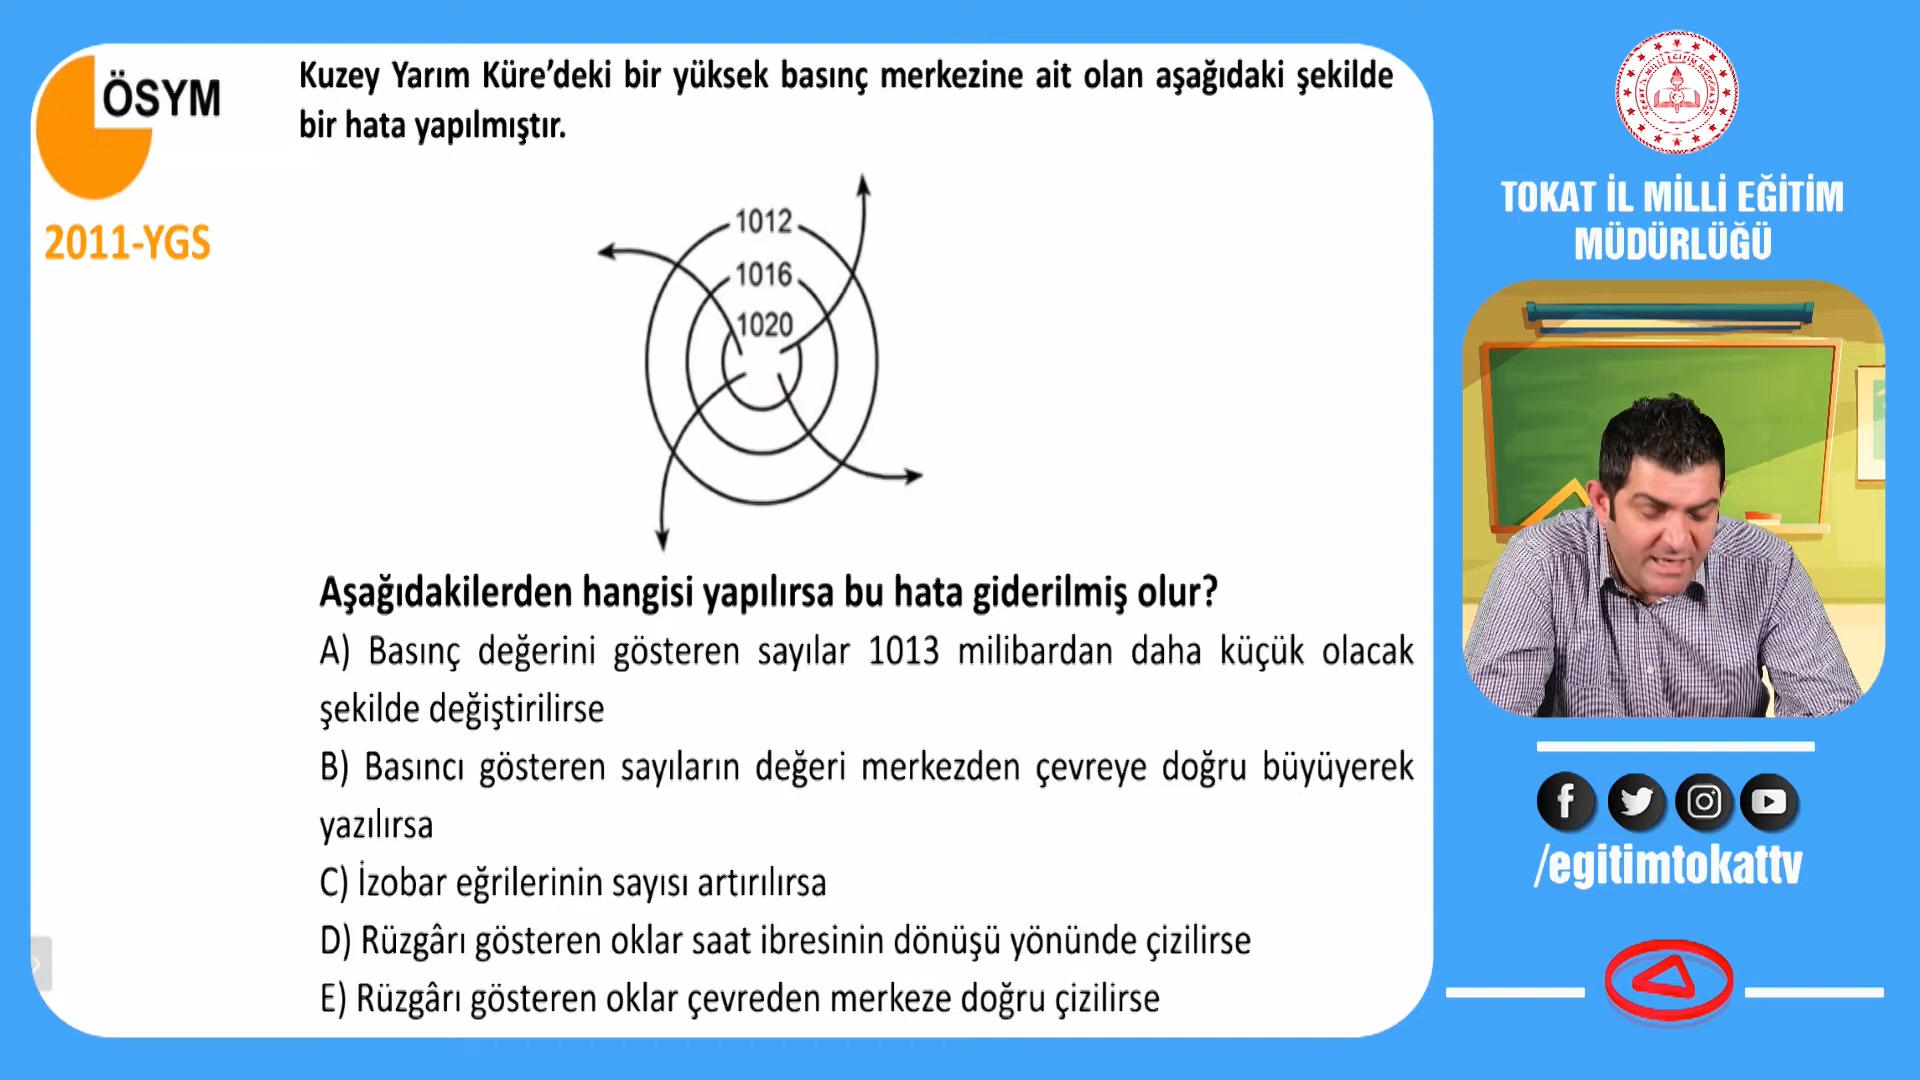 ÖSYM
2011-YGS
Kuzey Yarım Küre'deki bir yüksek basınç merkezine ait olan aşağıdaki şekilde
bir hata yapılmıştır.
1012
1016
1020
Aşağıdakilerden hangisi yapılırsa bu hata giderilmiş olur?
A) Basınç değerini gösteren sayılar 1013 milibardan daha küçük olacak
şekilde değiştirilirse
B) Basıncı gösteren sayıların değeri merkezden çevreye doğru büyüyerek
yazılırsa
C) İzobar eğrilerinin sayısı artırılırsa
D) Rüzgârı gösteren oklar saat ibresinin dönüşü yönünde çizilirse
E) Rüzgârı gösteren oklar çevreden merkeze doğru çizilirse
TOKAT İL MİLLİ EĞİTİM
MÜDÜRLÜĞÜ
/egitimtokattv